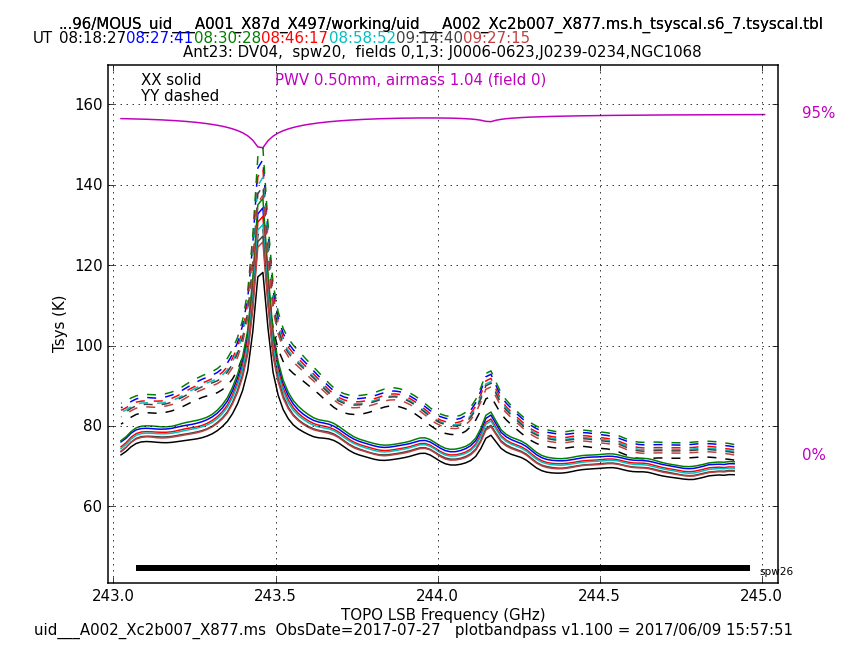 ...96/MOUS_uid___A001_X87d_X497/working/uid___A002_Xc2b007_X877.ms.h_tsyscal.s6_7.tsyscal.tbl
UT 08:18:27 08:27:41 08:30:28 08:46:17 08:58:52 09:14:40 09:27:15
Ant23: DV04, spw20, fields 0,1,3: J0006-0623,J0239-0234,NGC1068
XX solid
PWV 0.50mm, airmass 1.04 (field 0)
YY dashed
160
95%
140
120
Tsys (K)
100
80
0%
60
spw26
243.0 243.5 244.0 244.5 245.0
TOPO LSB Frequency (GHz)
uid___A002_Xc2b007_X877.ms ObsDate=2017-07-27 plotbandpass v1.100 = 2017/06/09 15:57:51